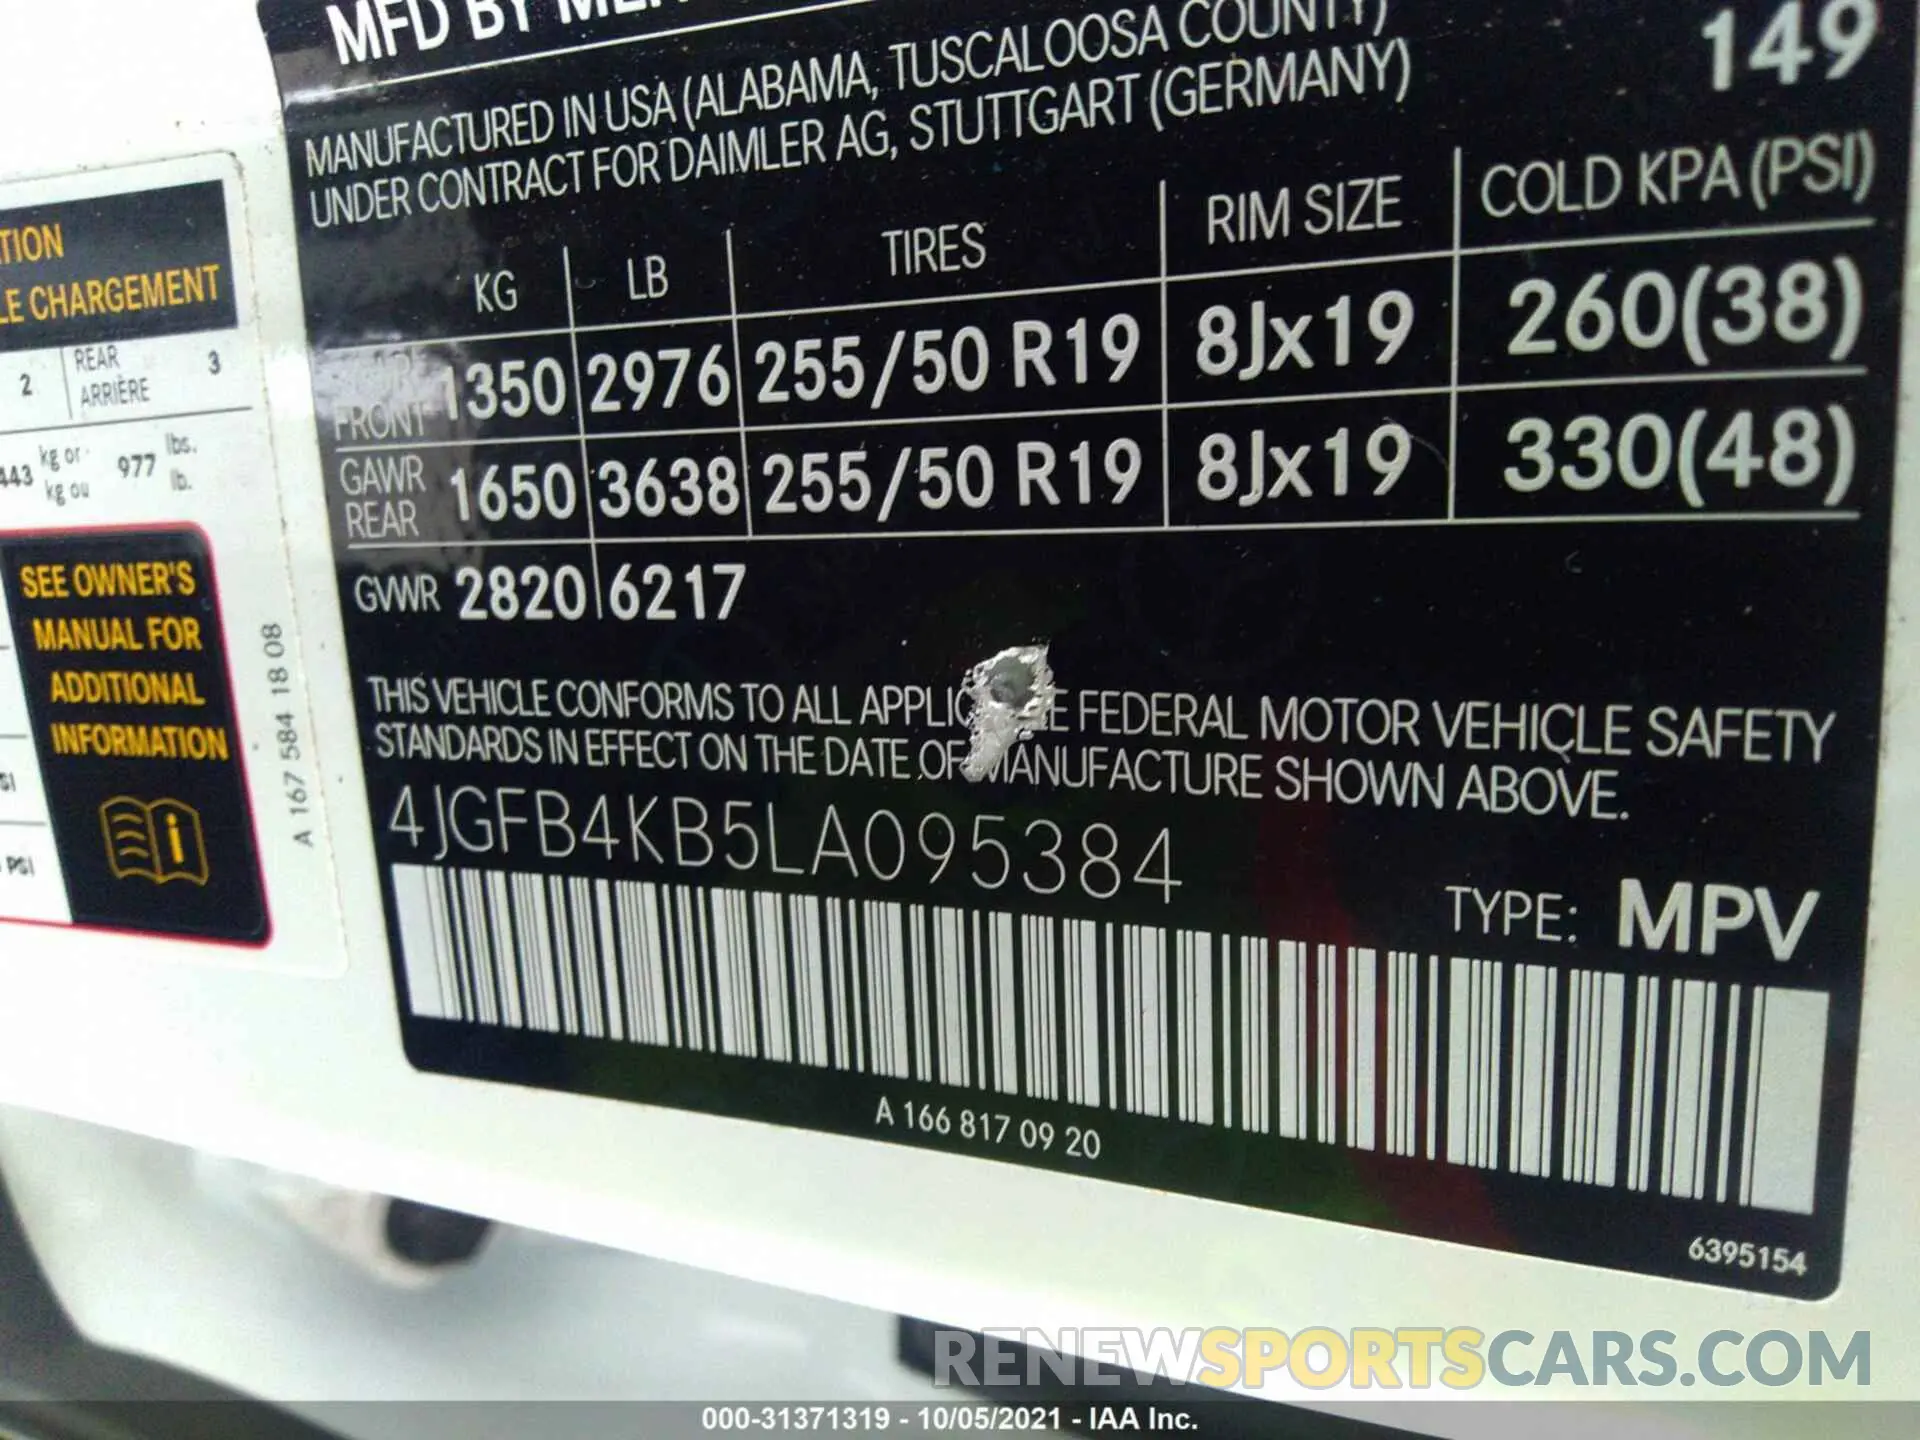 MFD BY
149
MANUFACTURED IN USA (ALABAMA, TUSCALOOSA COUNTY)
UNDER CONTRACT FOR DAIMLER AG, STUTTGART (GERMANY)
KG LB TIRES RIM SIZE COLD KPA (PSI)
FRONT 1350 2976 255/50 R19 8Jx19 260(38)
GAWR REAR 1650 3638 255/50 R19 8Jx19 330(48)
GVWR 2820 6217
THIS VEHICLE CONFORMS TO ALL FEDERAL MOTOR VEHICLE SAFETY
STANDARDS IN EFFECT ON THE DATE OF MANUFACTURE SHOWN ABOVE.
4JGFB4KB5LA095384
TYPE: MPV
A 166 817 09 20
6395154
CHARGEMENT
2 REAR 3
ARRIÈRE
443 kg or 977 lbs.
kg ou lb.
SEE OWNER'S
MANUAL FOR
ADDITIONAL
INFORMATION
PSI
A 167 584 18 08
RENEWSPORTSCARS.COM
000-31371319 - 10/05/2021 - IAA Inc.